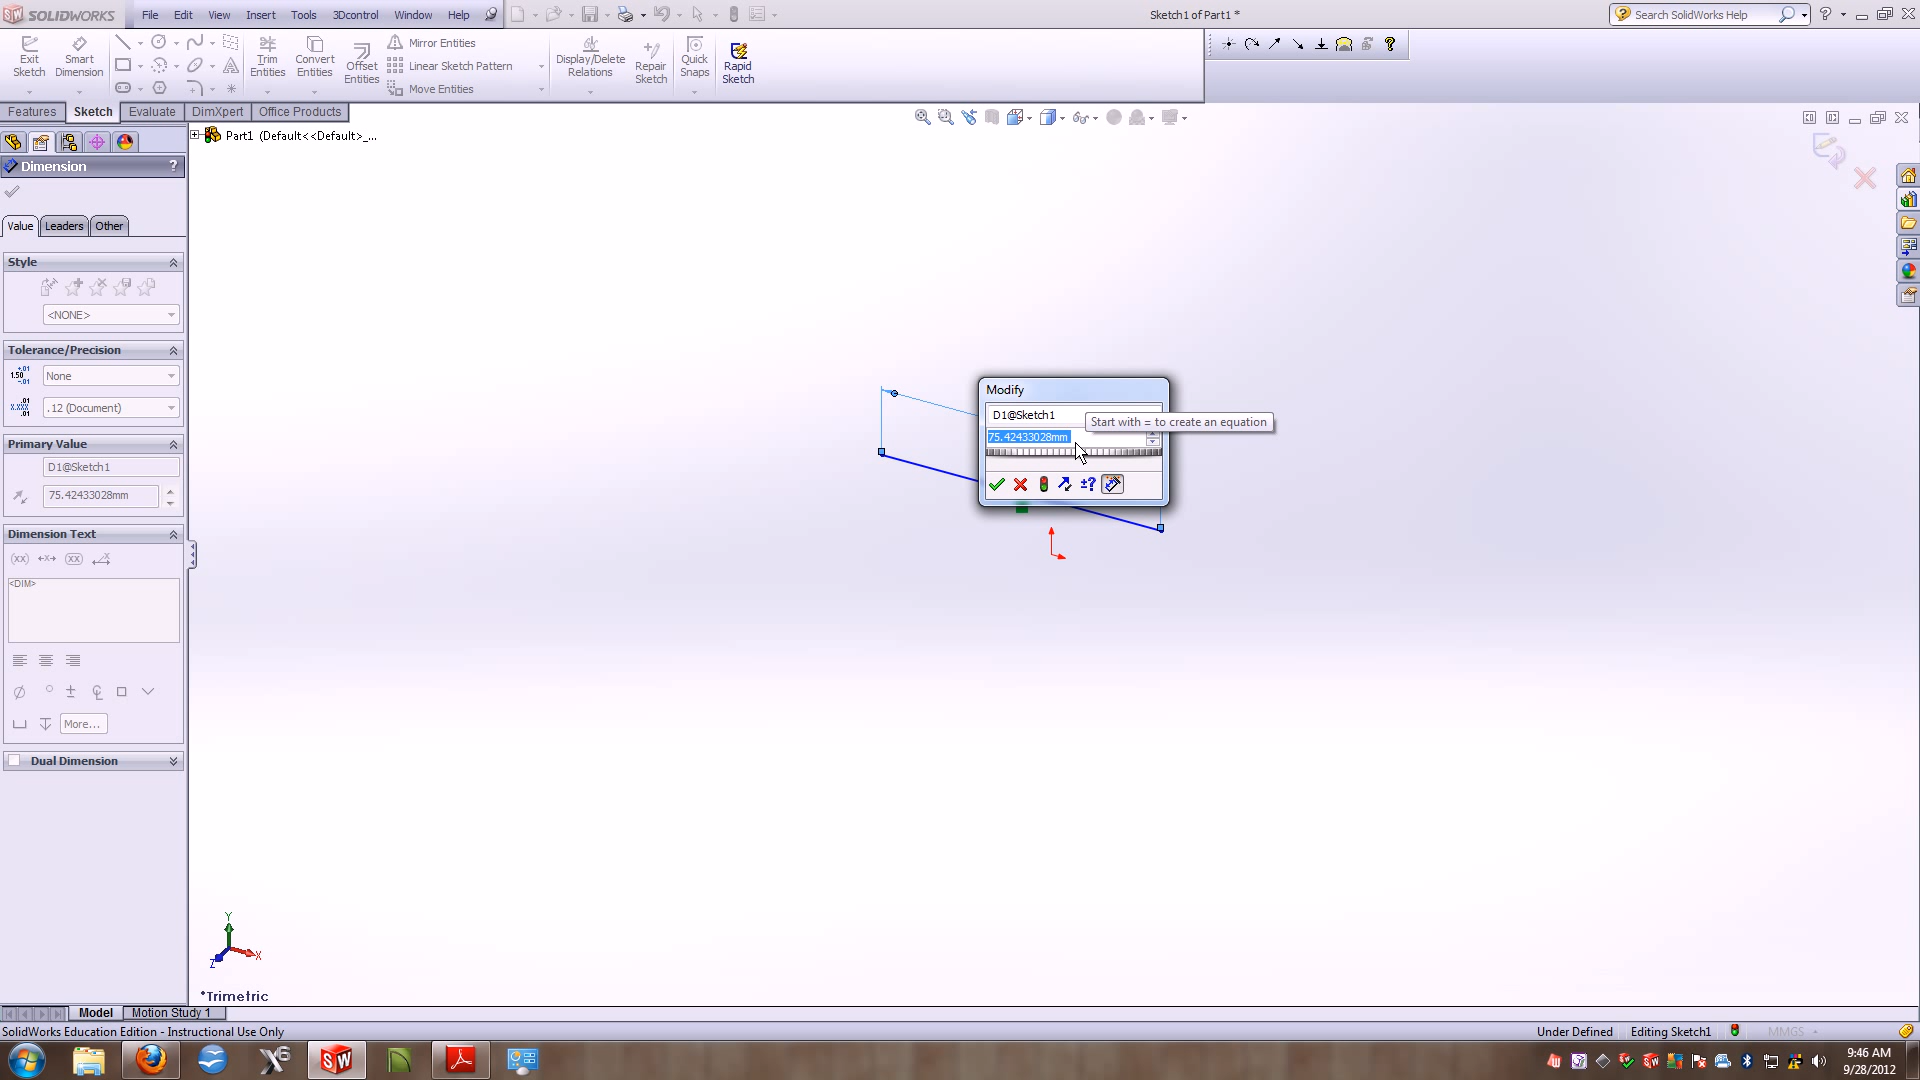 SOLIDWORKS File Edit View Insert Tools 3Dcontrol Window Help Sketch1 of Part1 * Search SolidWorks Help
Exit Sketch
Smart Dimension
Trim Entities
Convert Entities
Offset Entities
Mirror Entities
Linear Sketch Pattern
Move Entities
Display/Delete Relations
Repair Sketch
Quick Snaps
Rapid Sketch
Features Sketch Evaluate DimXpert Office Products
Part1 (Default<<Default>_...
Dimension ?
Value Leaders Other
Style
<NONE>
Tolerance/Precision
None
.12 (Document)
Primary Value
D1@Sketch1
75.42433028mm
Dimension Text
<DIM>
More...
Dual Dimension
Modify
D1@Sketch1
Start with = to create an equation
75.42433028mm
Y
X
Z
*Trimetric
Model Motion Study 1
SolidWorks Education Edition - Instructional Use Only Under Defined Editing Sketch1 MMGS
9:46 AM
9/28/2012